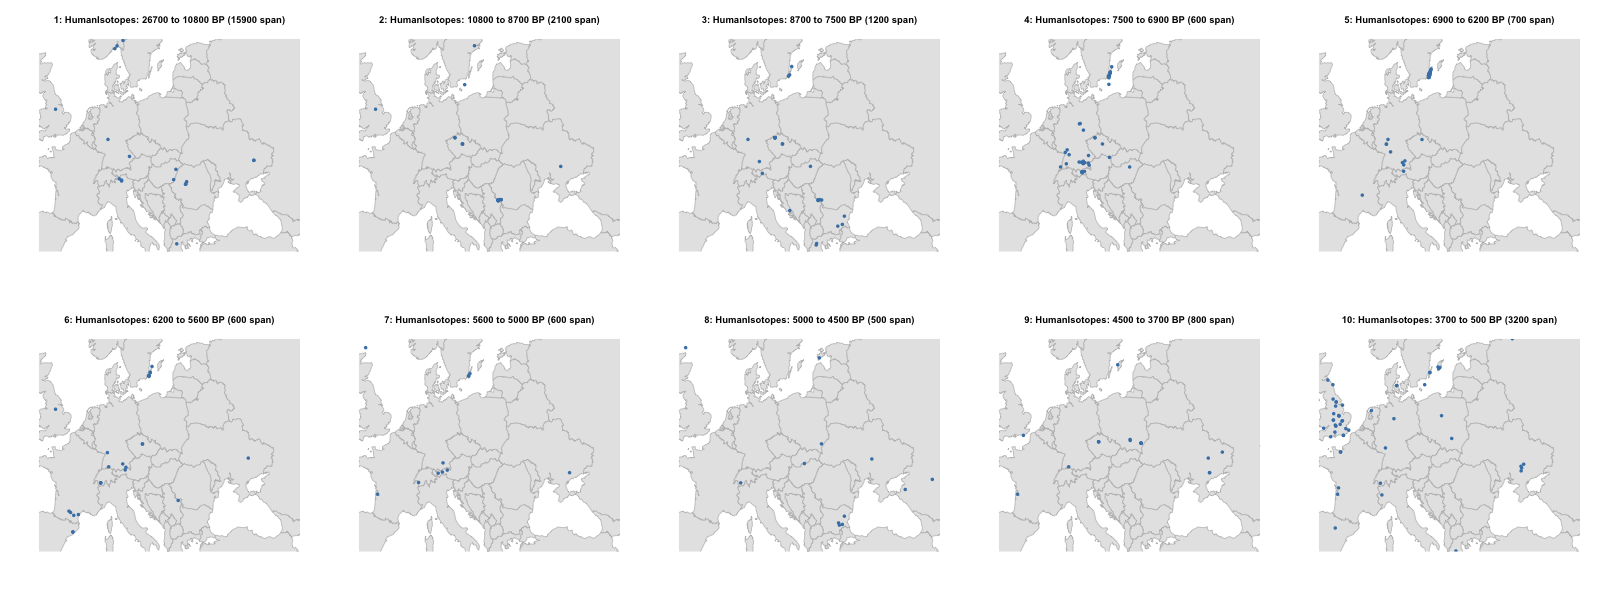 1: HumanIsotopes: 26700 to 10800 BP (15900 span)
2: HumanIsotopes: 10800 to 8700 BP (2100 span)
3: HumanIsotopes: 8700 to 7500 BP (1200 span)
4: HumanIsotopes: 7500 to 6900 BP (600 span)
5: HumanIsotopes: 6900 to 6200 BP (700 span)
6: HumanIsotopes: 6200 to 5600 BP (600 span)
7: HumanIsotopes: 5600 to 5000 BP (600 span)
8: HumanIsotopes: 5000 to 4500 BP (500 span)
9: HumanIsotopes: 4500 to 3700 BP (800 span)
10: HumanIsotopes: 3700 to 500 BP (3200 span)